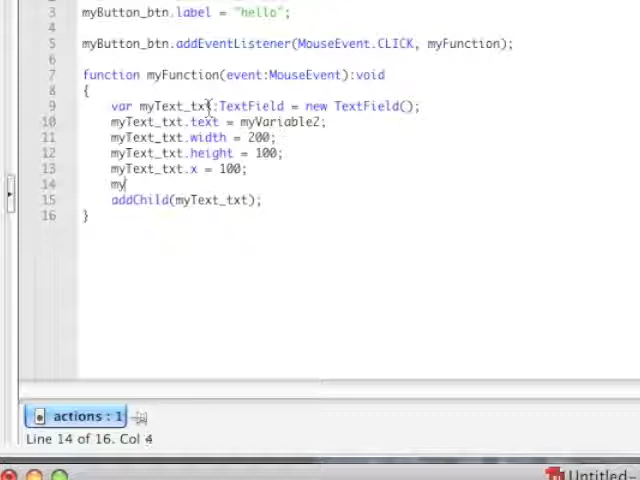 3 myButton_btn.label = "hello";
4
5 myButton_btn.addEventListener(MouseEvent.CLICK, myFunction);
6
7 function myFunction(event:MouseEvent):void
8 {
9 var myText_txt:TextField = new TextField();
10 myText_txt.text = myVariable2;
11 myText_txt.width = 200;
12 myText_txt.height = 100;
13 myText_txt.x = 100;
14 my
15 addChild(myText_txt);
16 }
actions : 1
Line 14 of 16, Col 4
Untitled-